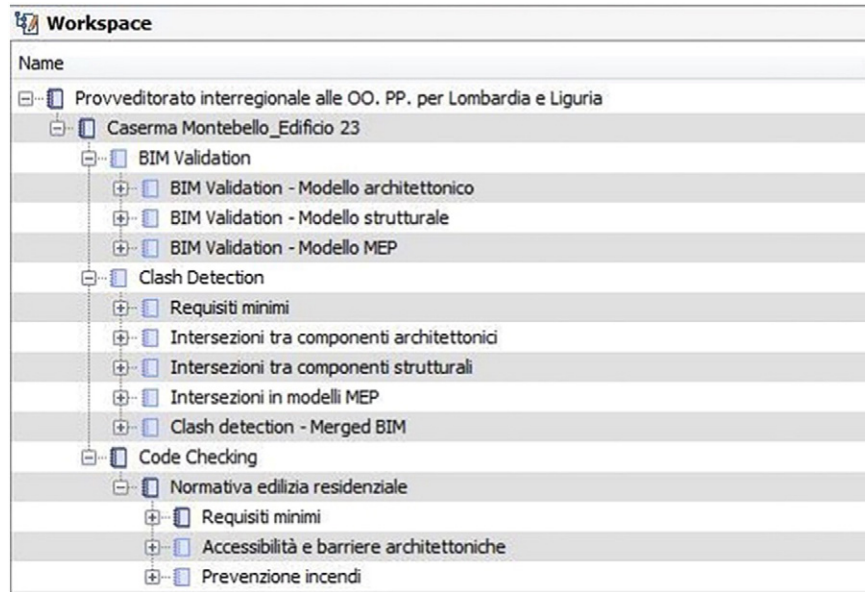 Workspace
Name
Provveditorato interregionale alle OO. PP. per Lombardia e Liguria
Caserma Montebello_Edificio 23
BIM Validation
BIM Validation - Modello architettonico
BIM Validation - Modello strutturale
BIM Validation - Modello MEP
Clash Detection
Requisiti minimi
Intersezioni tra componenti architettonici
Intersezioni tra componenti strutturali
Intersezioni in modelli MEP
Clash detection - Merged BIM
Code Checking
Normativa edilizia residenziale
Requisiti minimi
Accessibilità e barriere architettoniche
Prevenzione incendi